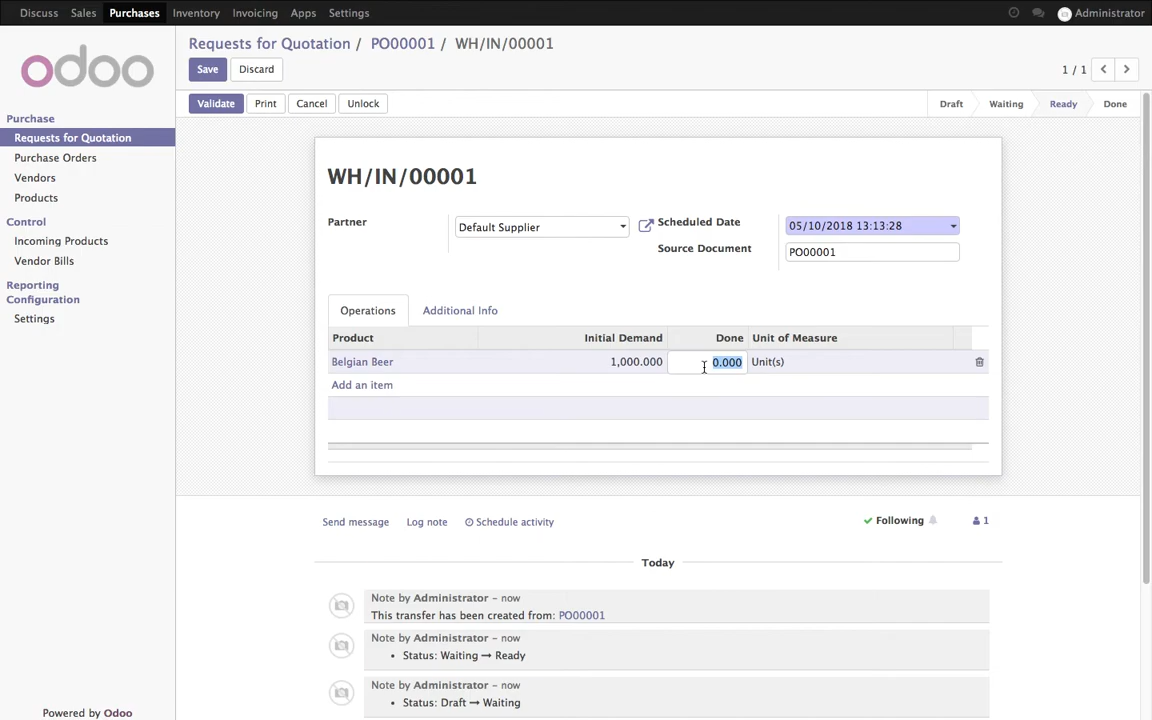 Discuss Sales Purchases Inventory Invoicing Apps Settings Administrator
odoo
Requests for Quotation / PO00001 / WH/IN/00001
Save Discard 1 / 1
Validate Print Cancel Unlock Draft Waiting Ready Done
Purchase
Requests for Quotation
Purchase Orders
Vendors
Products
Control
Incoming Products
Vendor Bills
Reporting
Configuration
Settings
Powered by Odoo
WH/IN/00001
Partner Default Supplier Scheduled Date 05/10/2018 13:13:28
Source Document PO00001
Operations Additional Info
Product Initial Demand Done Unit of Measure
Belgian Beer 1,000.000 0.000 Unit(s)
Add an item
Send message Log note Schedule activity Following 1
Today
Note by Administrator – now
This transfer has been created from: PO00001
Note by Administrator – now
• Status: Waiting → Ready
Note by Administrator – now
• Status: Draft → Waiting